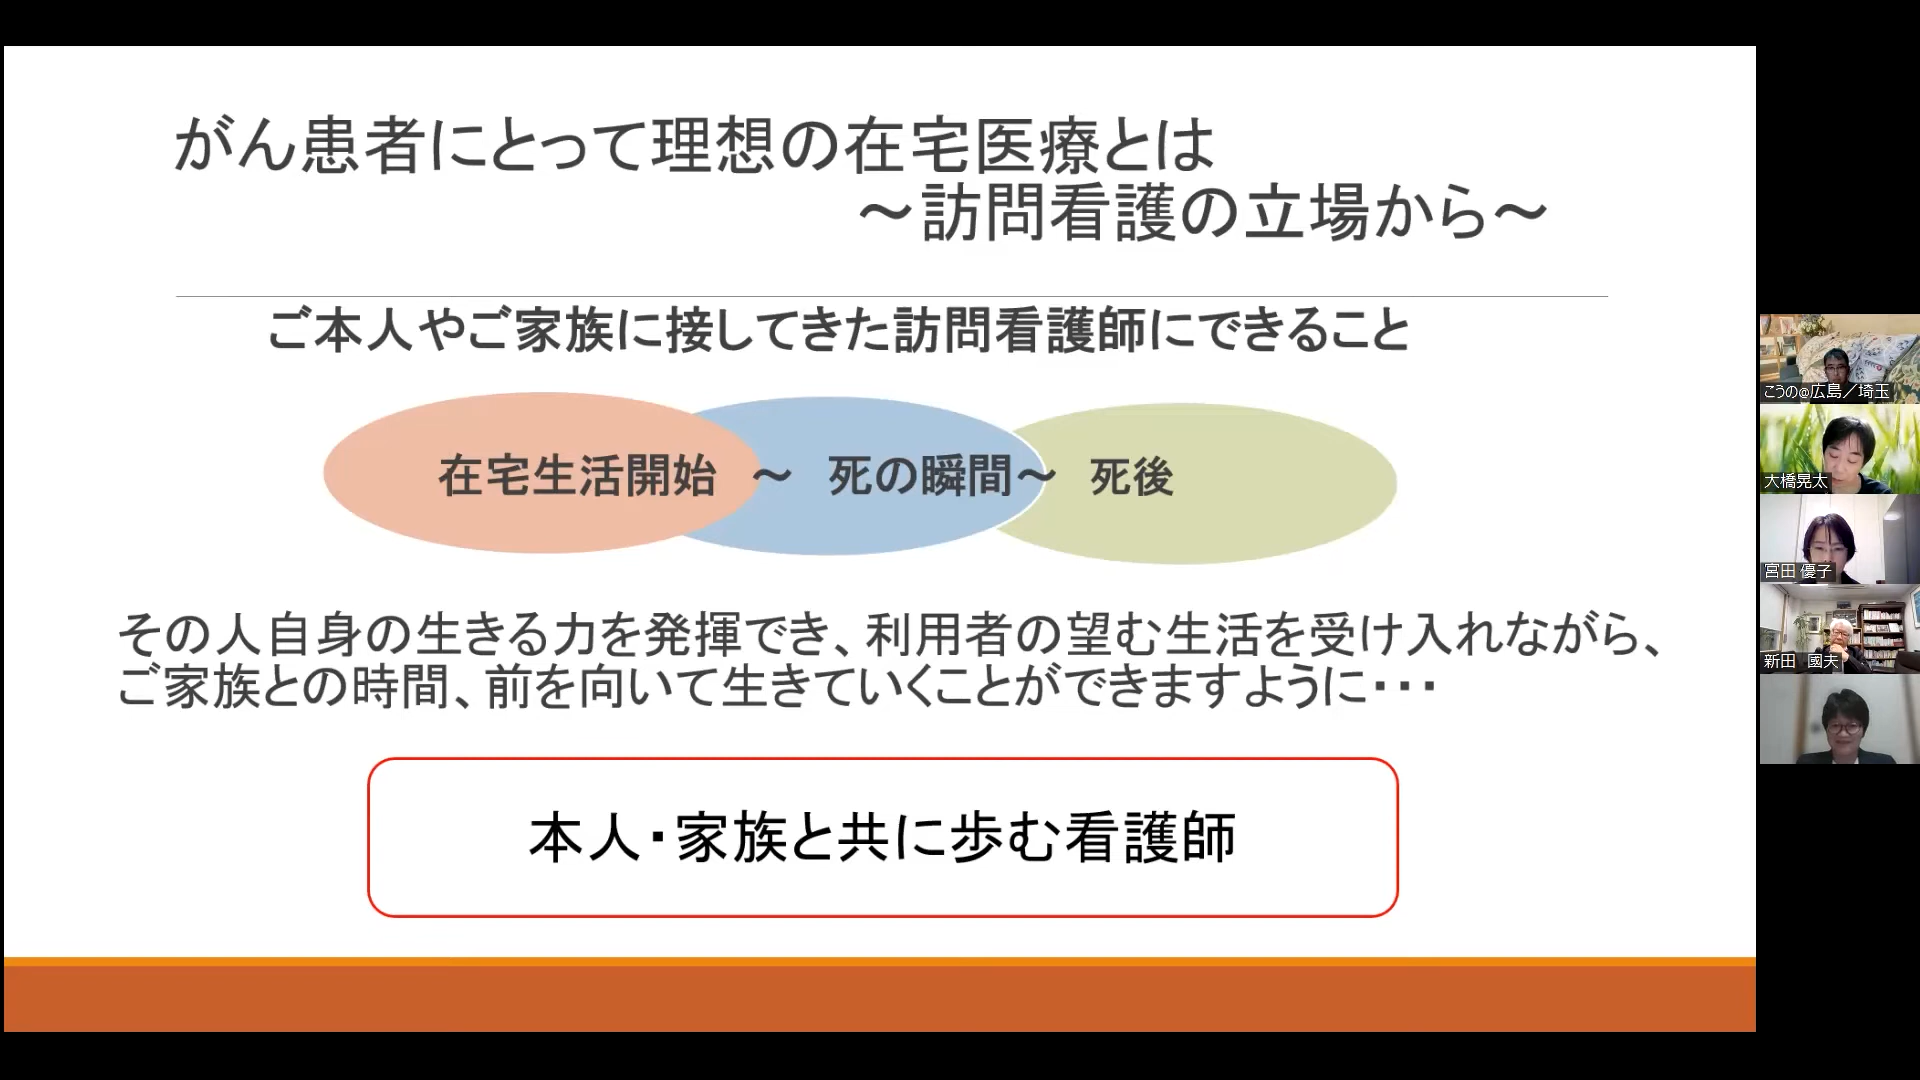 がん患者にとって理想の在宅医療とは
～訪問看護の立場から～
ご本人やご家族に接してきた訪問看護師にできること
在宅生活開始 ～ 死の瞬間～ 死後
その人自身の生きる力を発揮でき、利用者の望む生活を受け入れながら、
ご家族との時間、前を向いて生きていくことができますように・・・
本人・家族と共に歩む看護師
こうの@広島／埼玉
大橋晃太
宮田 優子
新田 國夫